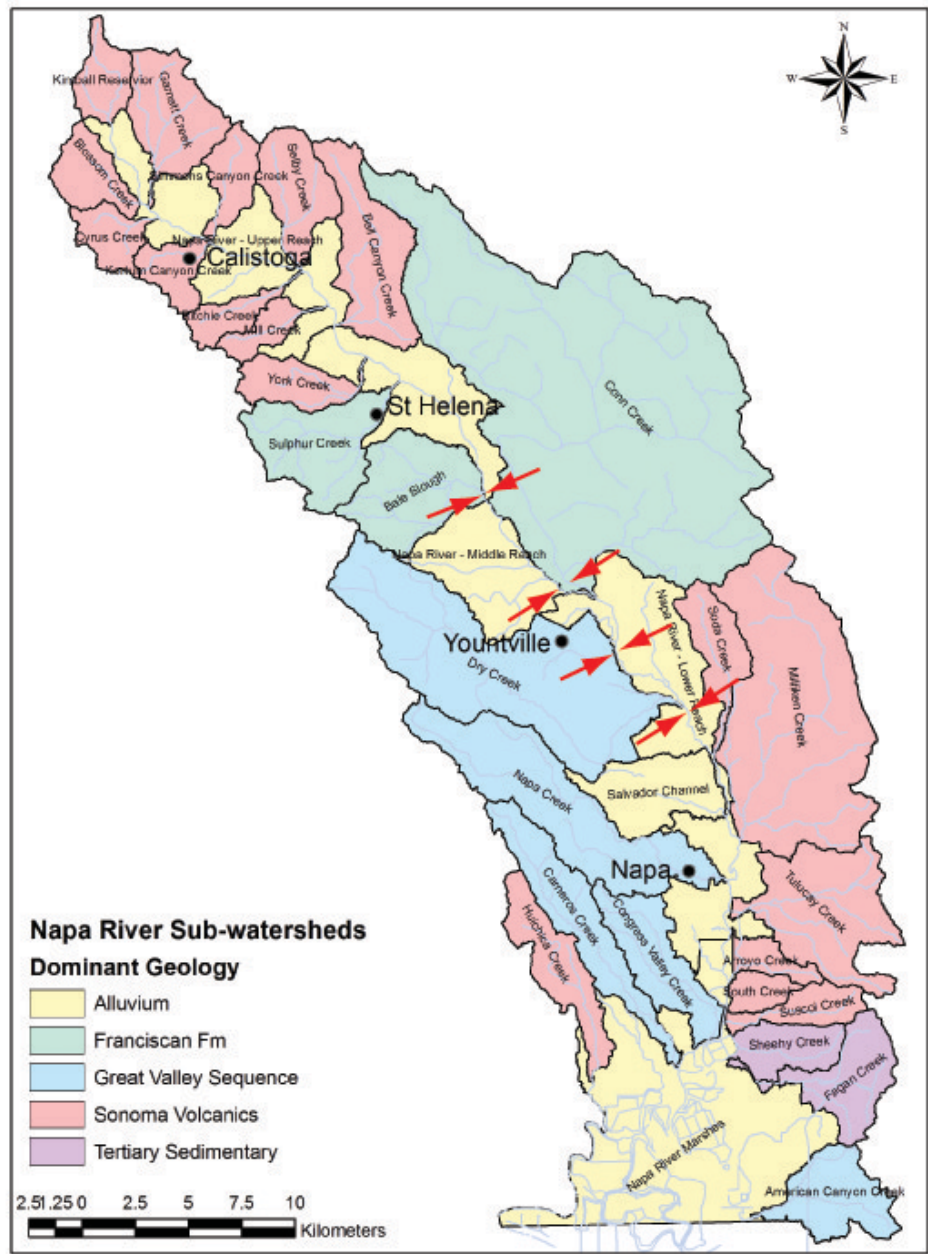 N
W E
S
Kimball Reservior
Garnett Creek
Blossom Creek
Simmons Canyon Creek
Selby Creek
Bell Canyon Creek
Cyrus Creek
Napa River - Upper Reach
Calistoga
Kortum Canyon Creek
Ritchie Creek
Mill Creek
York Creek
Conn Creek
St Helena
Sulphur Creek
Bale Slough
Napa River - Middle Reach
Napa River - Lower Reach
Soda Creek
Yountville
Dry Creek
Milliken Creek
Napa Creek
Salvador Channel
Napa
Tulucay Creek
Carneros Creek
Congress Valley Creek
Huichica Creek
Arroyo Creek
South Creek
Suscol Creek
Sheehy Creek
Fagan Creek
Napa River Marshes
American Canyon Creek
Napa River Sub-watersheds
Dominant Geology
Alluvium
Franciscan Fm
Great Valley Sequence
Sonoma Volcanics
Tertiary Sedimentary
2.5 1.25 0 2.5 5 7.5 10
Kilometers